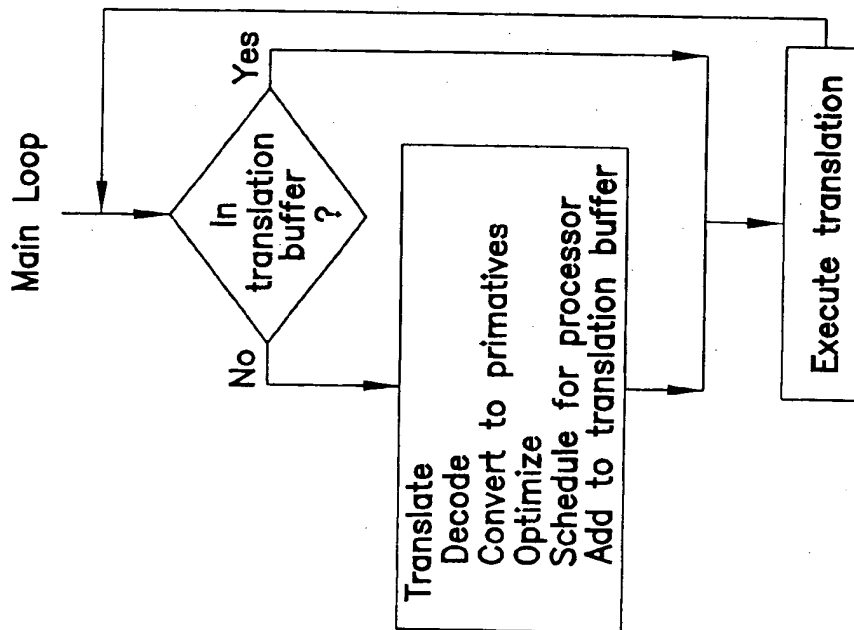 Main Loop
In
translation
buffer
?
Yes
No
Translate
Decode
Convert to primatives
Optimize
Schedule for processor
Add to translation buffer
Execute translation